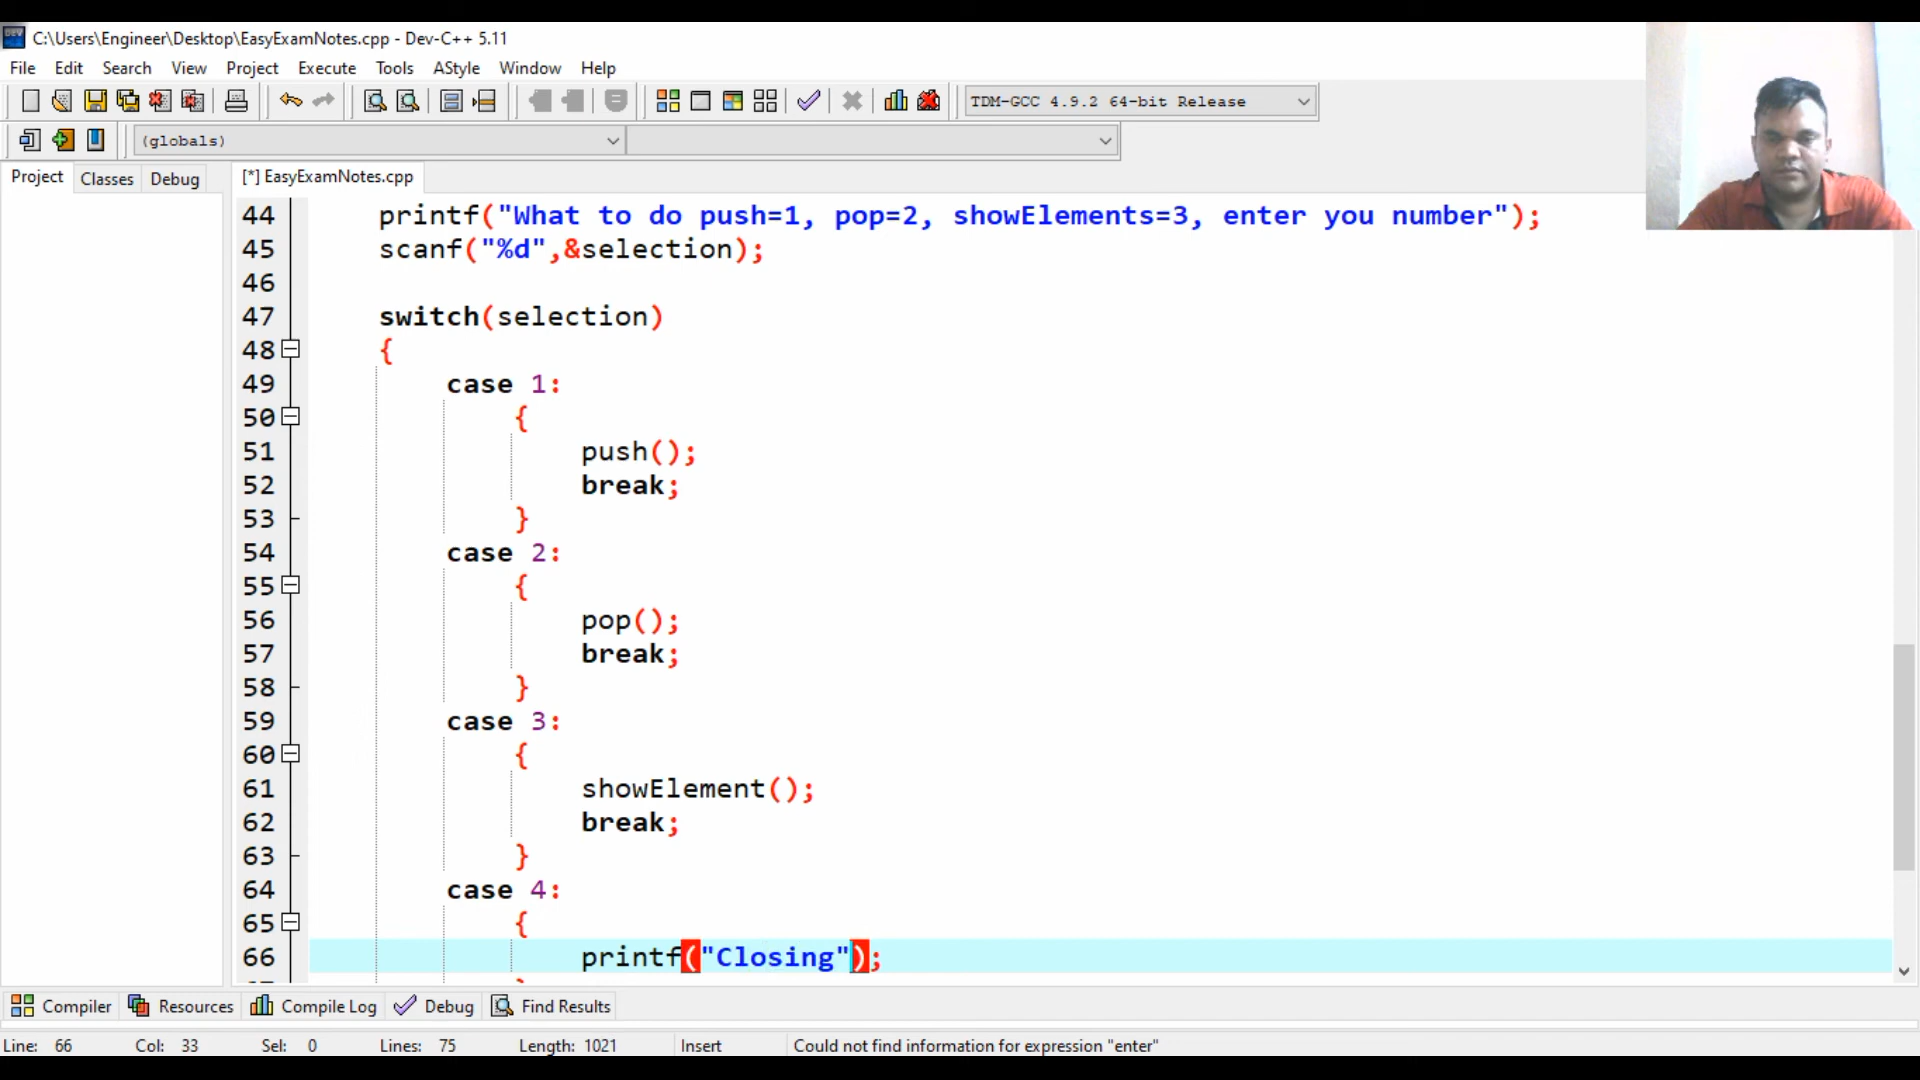 C:\Users\Engineer\Desktop\EasyExamNotes.cpp - Dev-C++ 5.11
File Edit Search View Project Execute Tools AStyle Window Help
TDM-GCC 4.9.2 64-bit Release
(globals)
Project Classes Debug [*] EasyExamNotes.cpp
44 printf("What to do push=1, pop=2, showElements=3, enter you number");
45 scanf("%d",&selection);
46
47 switch(selection)
48 {
49 case 1:
50 {
51 push();
52 break;
53 }
54 case 2:
55 {
56 pop();
57 break;
58 }
59 case 3:
60 {
61 showElement();
62 break;
63 }
64 case 4:
65 {
66 printf("Closing");
Compiler Resources Compile Log Debug Find Results
Line: 66 Col: 33 Sel: 0 Lines: 75 Length: 1021 Insert Could not find information for expression "enter"